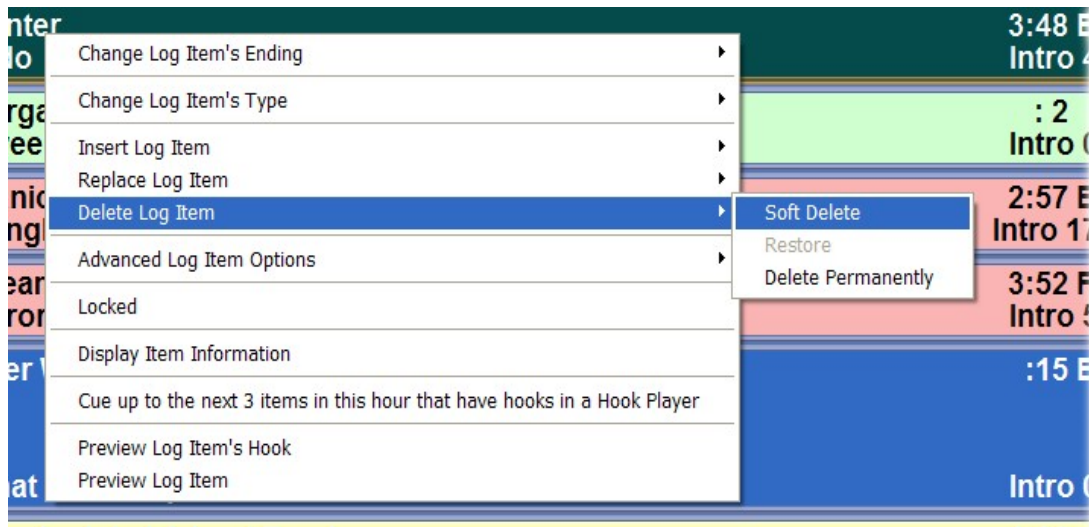 3:48
Intro
Change Log Item's Ending
Change Log Item's Type
: 2
Intro
Insert Log Item
Replace Log Item
Delete Log Item
2:57
Intro 17
Soft Delete
Restore
Delete Permanently
Advanced Log Item Options
3:52
Intro
Locked
Display Item Information
:15
Cue up to the next 3 items in this hour that have hooks in a Hook Player
Preview Log Item's Hook
Preview Log Item
Intro